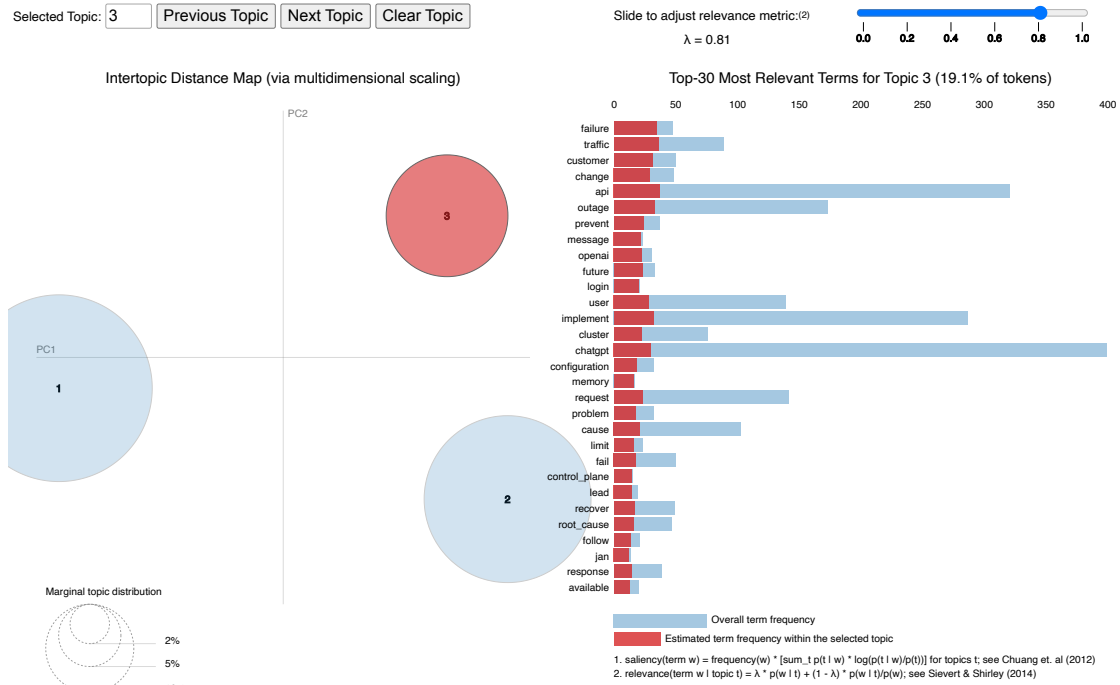 Selected Topic: 3 Previous Topic Next Topic Clear Topic
Slide to adjust relevance metric:(2)
λ = 0.81
0.0 0.2 0.4 0.6 0.8 1.0
Intertopic Distance Map (via multidimensional scaling)
PC2
PC1
3
1
2
Marginal topic distribution
2%
5%
Top-30 Most Relevant Terms for Topic 3 (19.1% of tokens)
0 50 100 150 200 250 300 350 400
failure
traffic
customer
change
api
outage
prevent
message
openai
future
login
user
implement
cluster
chatgpt
configuration
memory
request
problem
cause
limit
fail
control_plane
lead
recover
root_cause
follow
jan
response
available
Overall term frequency
Estimated term frequency within the selected topic
1. saliency(term w) = frequency(w) * [sum_t p(t | w) * log(p(t | w)/p(t))] for topics t; see Chuang et. al (2012)
2. relevance(term w | topic t) = λ * p(w | t) + (1 - λ) * p(w | t)/p(w); see Sievert & Shirley (2014)